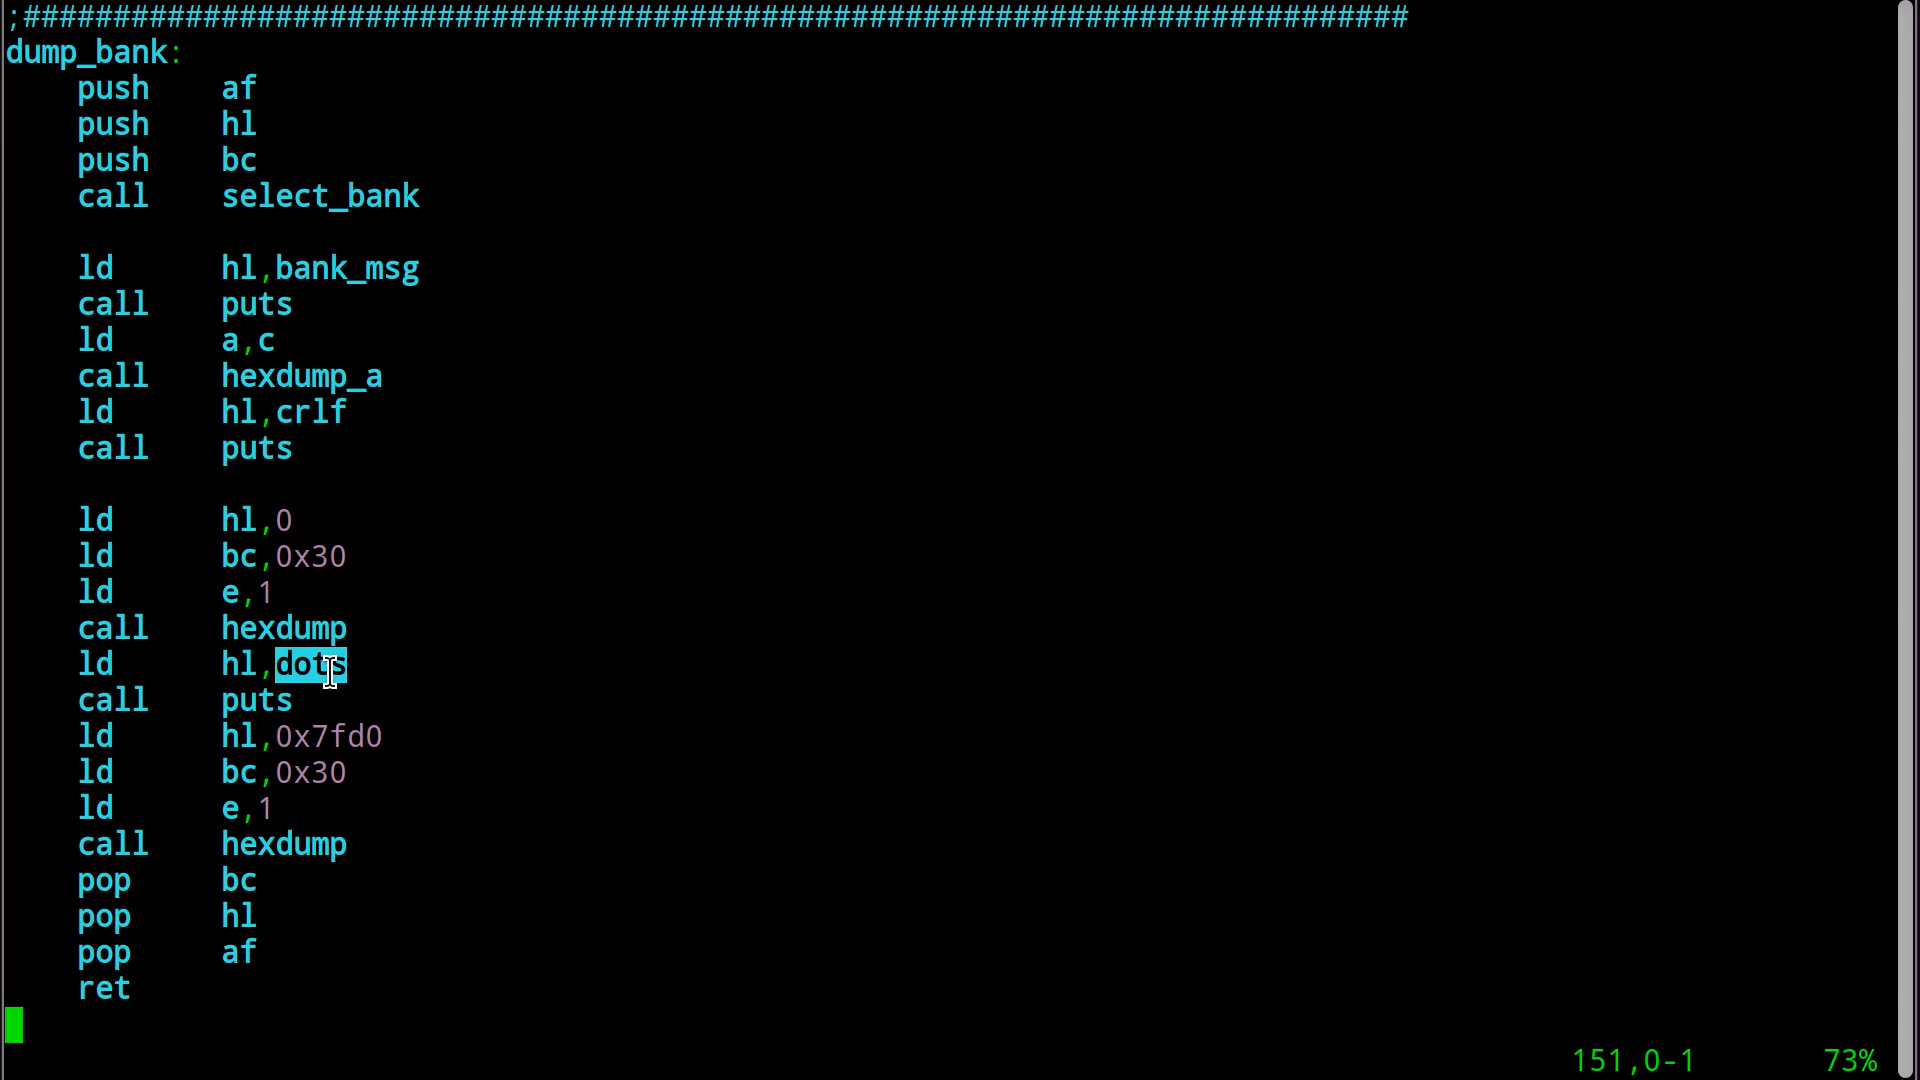 ;#############################################################################
dump_bank:
    push    af
    push    hl
    push    bc
    call    select_bank

    ld      hl,bank_msg
    call    puts
    ld      a,c
    call    hexdump_a
    ld      hl,crlf
    call    puts

    ld      hl,0
    ld      bc,0x30
    ld      e,1
    call    hexdump
    ld      hl,dots
    call    puts
    ld      hl,0x7fd0
    ld      bc,0x30
    ld      e,1
    call    hexdump
    pop     bc
    pop     hl
    pop     af
    ret
151,0-1        73%